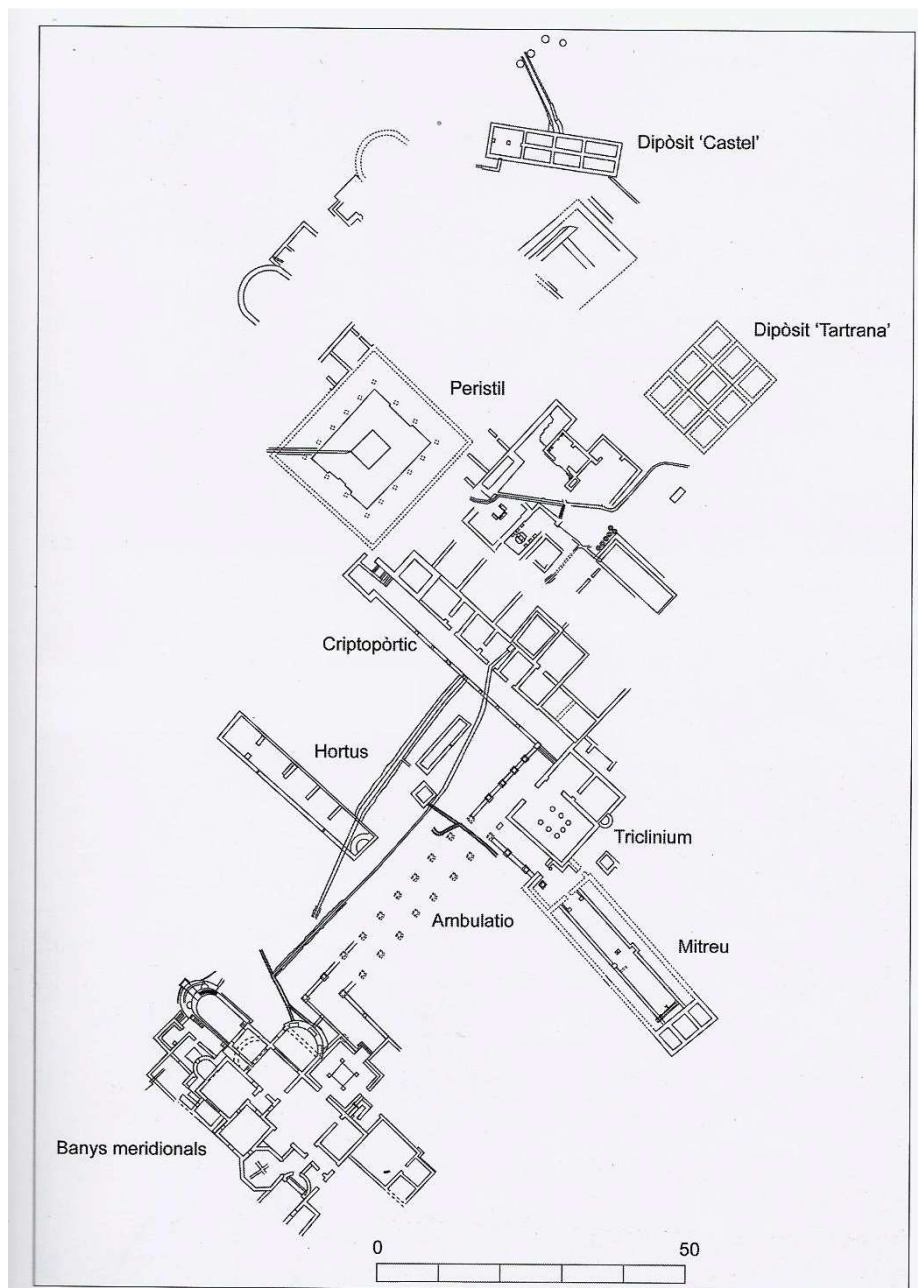 Dipòsit ‘Castel’
Dipòsit ‘Tartrana’
Peristil
Criptopòrtic
Hortus
Triclinium
Ambulatio
Mitreu
Banys meridionals
0 50